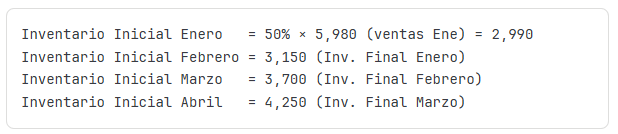 Inventario Inicial Enero   = 50% × 5,980 (ventas Ene) = 2,990
Inventario Inicial Febrero = 3,150 (Inv. Final Enero)
Inventario Inicial Marzo   = 3,700 (Inv. Final Febrero)
Inventario Inicial Abril   = 4,250 (Inv. Final Marzo)